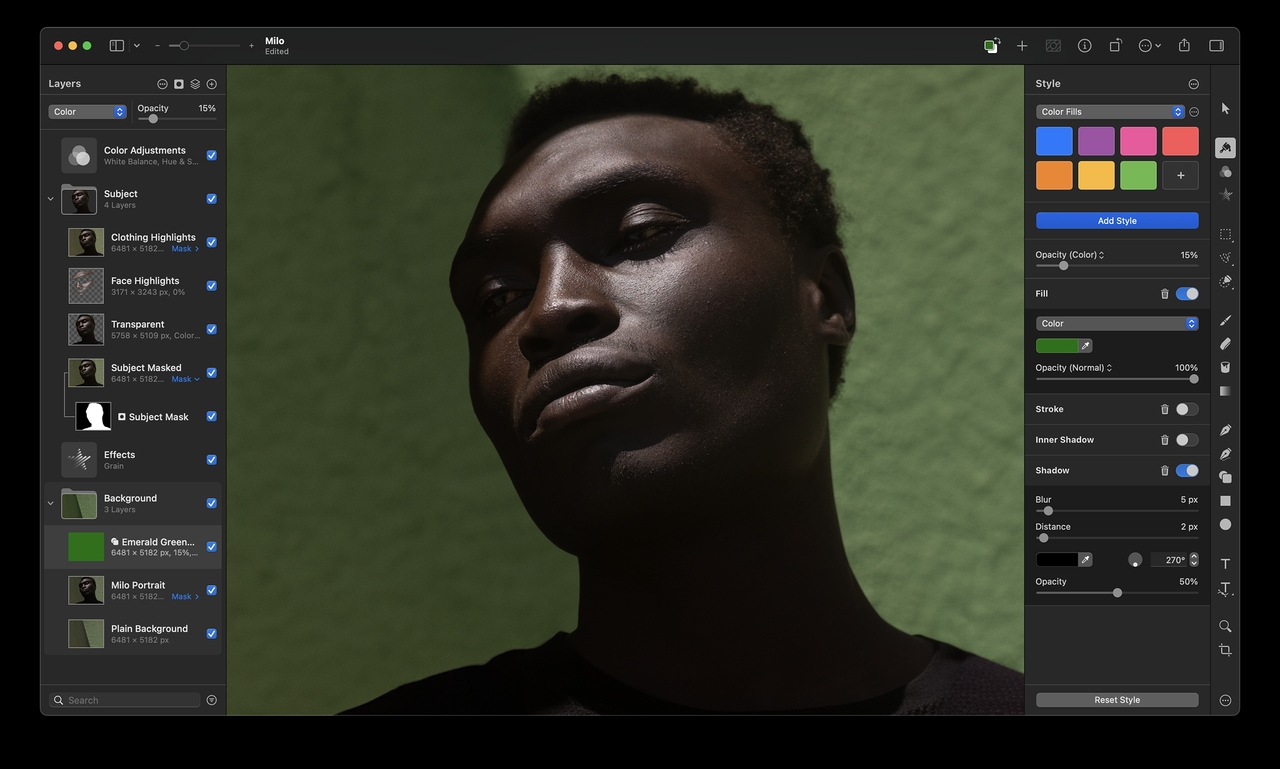 Milo
Edited
Layers
Color
Opacity 15%
Color Adjustments
White Balance, Hue & S...
Subject
4 Layers
Clothing Highlights
6481 × 5182... Mask
Face Highlights
3171 × 3243 px, 0%
Transparent
5758 × 5109 px, Color...
Subject Masked
6481 × 5182... Mask
Subject Mask
Effects
Grain
Background
3 Layers
Emerald Green...
6481 × 5182 px, 15%,...
Milo Portrait
6481 × 5182... Mask
Plain Background
6481 × 5182 px
Search
Style
Color Fills
Add Style
Opacity (Color) 15%
Fill
Color
Opacity (Normal) 100%
Stroke
Inner Shadow
Shadow
Blur 5 px
Distance 2 px
270°
Opacity 50%
Reset Style